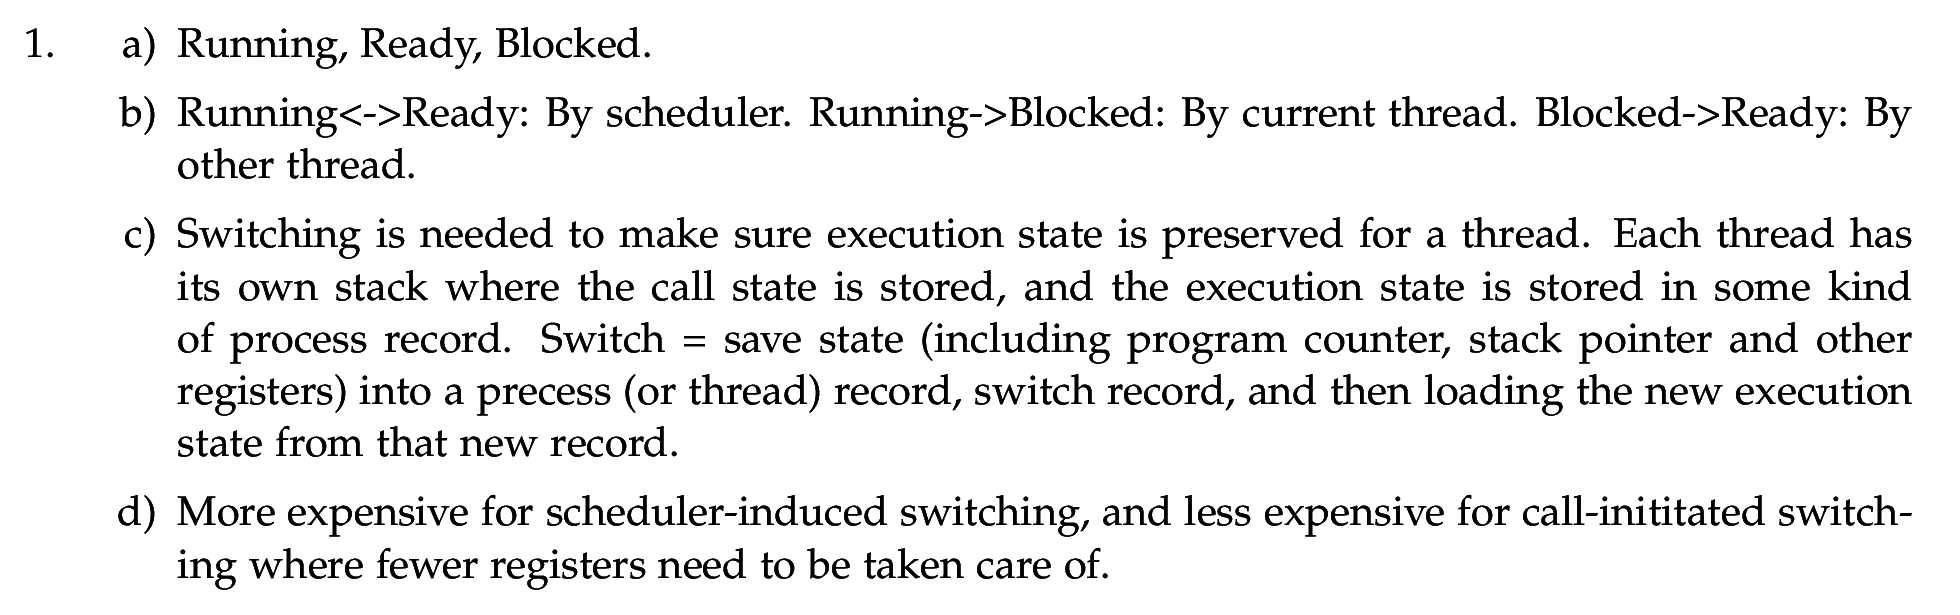 1. a) Running, Ready, Blocked.
b) Running<->Ready: By scheduler. Running->Blocked: By current thread. Blocked->Ready: By
other thread.
c) Switching is needed to make sure execution state is preserved for a thread. Each thread has
its own stack where the call state is stored, and the execution state is stored in some kind
of process record. Switch = save state (including program counter, stack pointer and other
registers) into a precess (or thread) record, switch record, and then loading the new execution
state from that new record.
d) More expensive for scheduler-induced switching, and less expensive for call-inititated switch-
ing where fewer registers need to be taken care of.